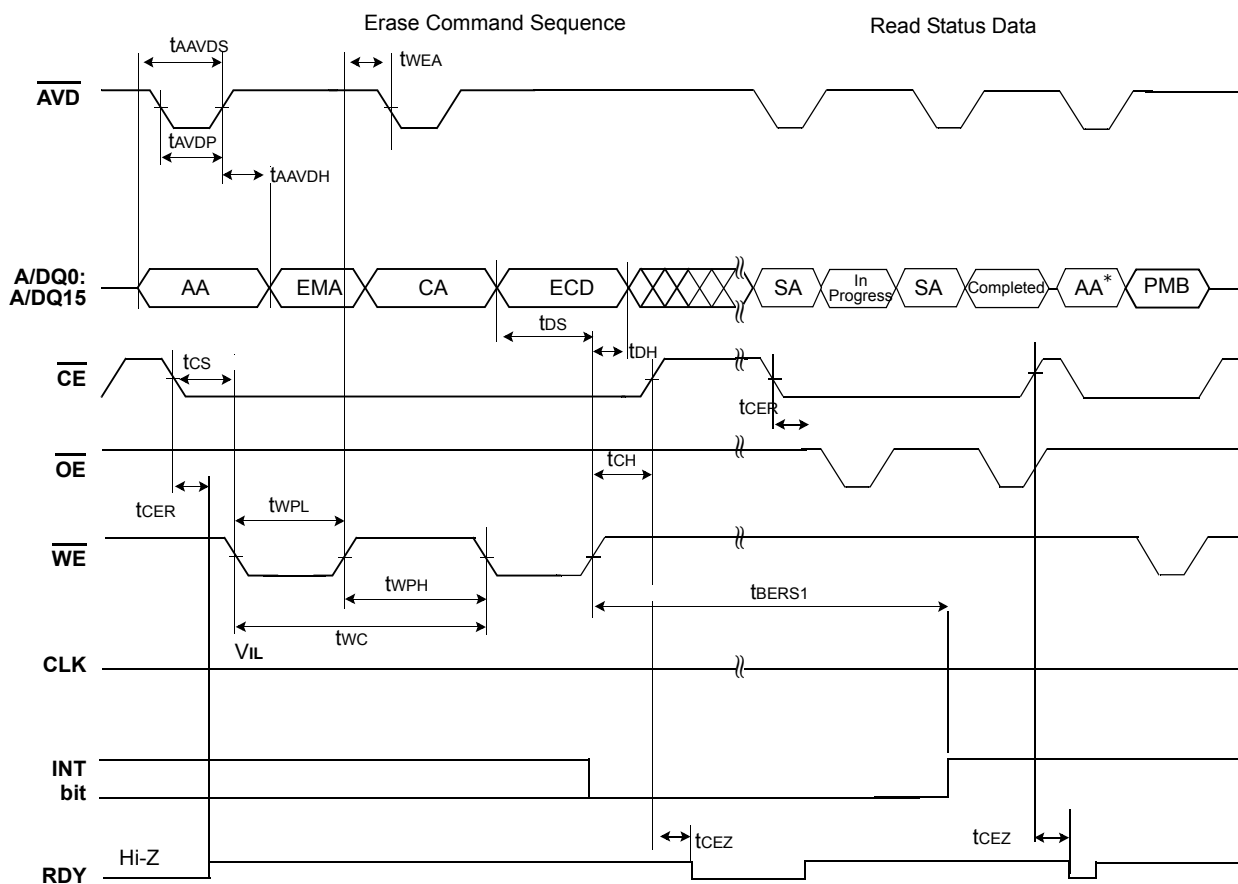 Erase Command Sequence
Read Status Data
tAAVDS
tWEA
AVD
tAVDP
tAAVDH
A/DQ0:
A/DQ15
AA
EMA
CA
ECD
SA
In
Progress
SA
Completed
AA*
PMB
tDS
tDH
tCS
CE
tCER
OE
tCH
tCER
tWPL
WE
tWPH
tBERS1
tWC
VIL
CLK
INT
bit
tCEZ
tCEZ
Hi-Z
RDY